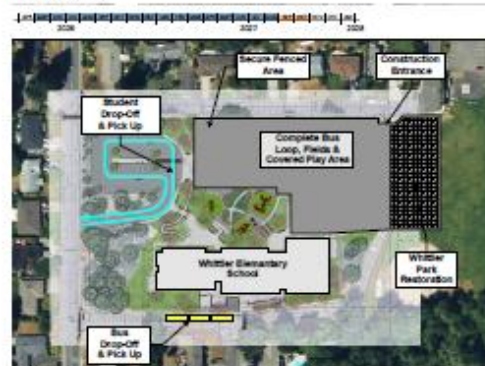 2026
2027
2028
Secure Fenced
Area
Construction
Entrance
Student
Drop-Off
& Pick Up
Complete Bus
Loop, Fields &
Covered Play Area
Whittier Elementary
School
Whittier
Park
Restoration
Bus
Drop-Off
& Pick Up